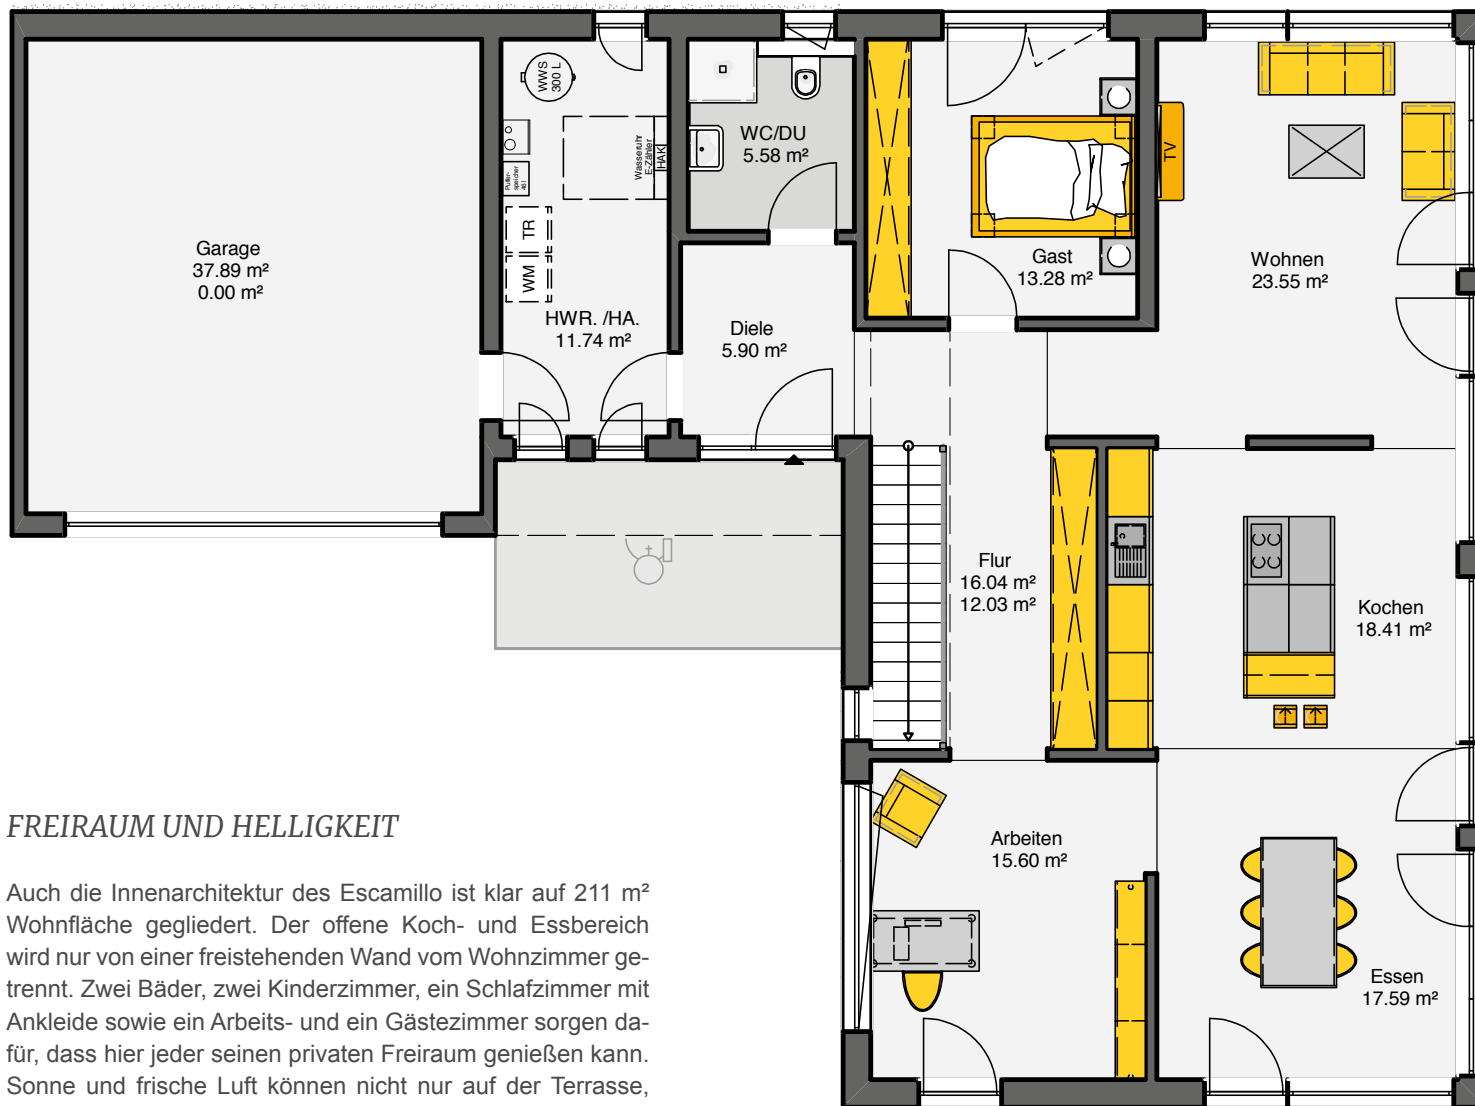 WWS
300 L
Puffer-
speicher
46 l
Wasseruhr
E-Zähler
HAK
TR
WM
HWR. /HA.
11.74 m²
Garage
37.89 m²
0.00 m²
WC/DU
5.58 m²
Diele
5.90 m²
Gast
13.28 m²
TV
Wohnen
23.55 m²
Flur
16.04 m²
12.03 m²
Kochen
18.41 m²
Arbeiten
15.60 m²
Essen
17.59 m²
FREIRAUM UND HELLIGKEIT
Auch die Innenarchitektur des Escamillo ist klar auf 211 m²
Wohnfläche gegliedert. Der offene Koch- und Essbereich
wird nur von einer freistehenden Wand vom Wohnzimmer ge-
trennt. Zwei Bäder, zwei Kinderzimmer, ein Schlafzimmer mit
Ankleide sowie ein Arbeits- und ein Gästezimmer sorgen da-
für, dass hier jeder seinen privaten Freiraum genießen kann.
Sonne und frische Luft können nicht nur auf der Terrasse,